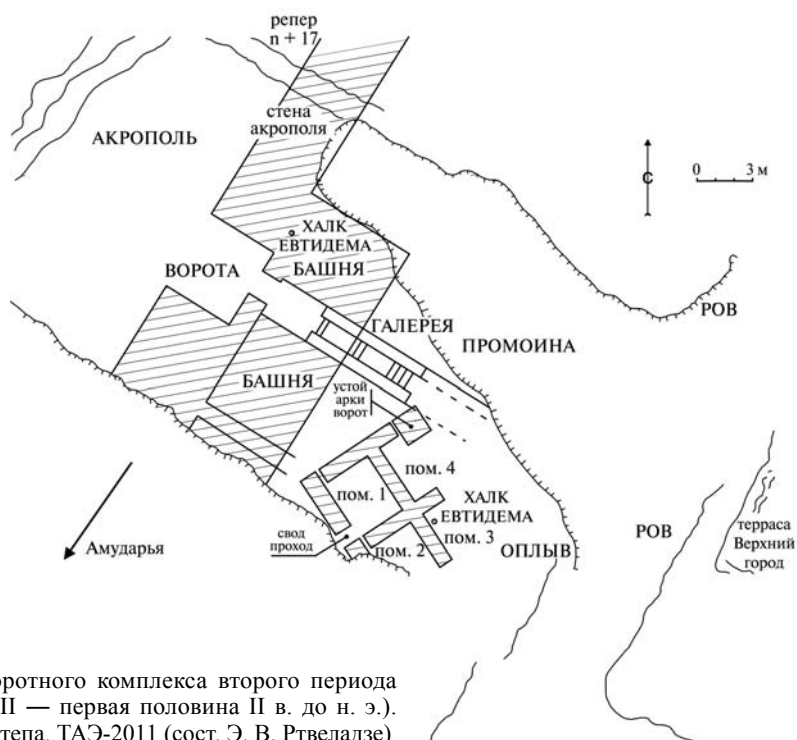 репер
n + 17
стена
акрополя
АКРОПОЛЬ
С
0 3 м
ХАЛК
ЕВТИДЕМА
БАШНЯ
ВОРОТА
РОВ
ГАЛЕРЕЯ
ПРОМОИНА
БАШНЯ
устой
арки
ворот
пом. 4
пом. 1
ХАЛК
ЕВТИДЕМА
пом. 3
свод
проход
пом. 2
ОПЛЫВ
РОВ
терраса
Верхний
город
Амударья
оротного комплекса второго периода
III — первая половина II в. до н. э.).
тепа. ТАЭ-2011 (сост. Э. В. Ртвеладзе)